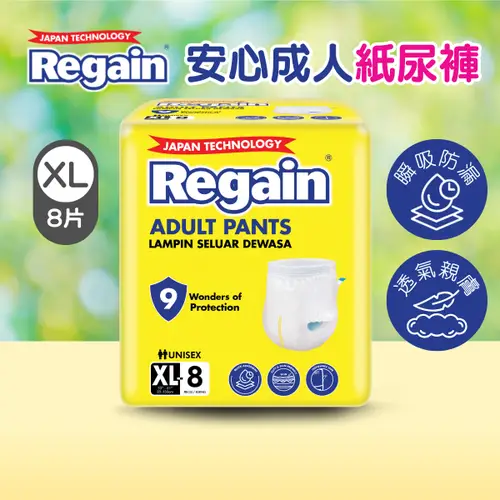 JAPAN TECHNOLOGY
Regain®
安心成人紙尿褲
XL
8片
JAPAN TECHNOLOGY
Regain®
ADULT PANTS
LAMPIN SELUAR DEWASA
9 Wonders of
Protection
UNISEX
XL 8
瞬吸防漏
透氣親膚